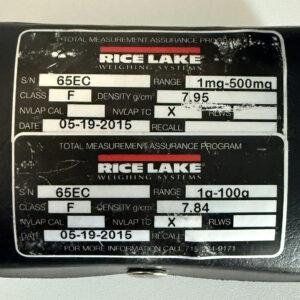 TOTAL MEASUREMENT ASSURANCE PROGRAM
RICE LAKE
WEIGHING SYSTEMS
S/N 65EC RANGE 1mg-500mg
CLASS F DENSITY g/cm³ 7.95
NVLAP CAL NVLAP TC X RLWS
DATE 05-19-2015 RECALL
TOTAL MEASUREMENT ASSURANCE PROGRAM
RICE LAKE
WEIGHING SYSTEMS
S/N 65EC RANGE 1g-100g
CLASS F DENSITY g/cm³ 7.84
NVLAP CAL NVLAP TC X RLWS
DATE 05-19-2015 RECALL
FOR MORE INFORMATION CALL 715-234-9171